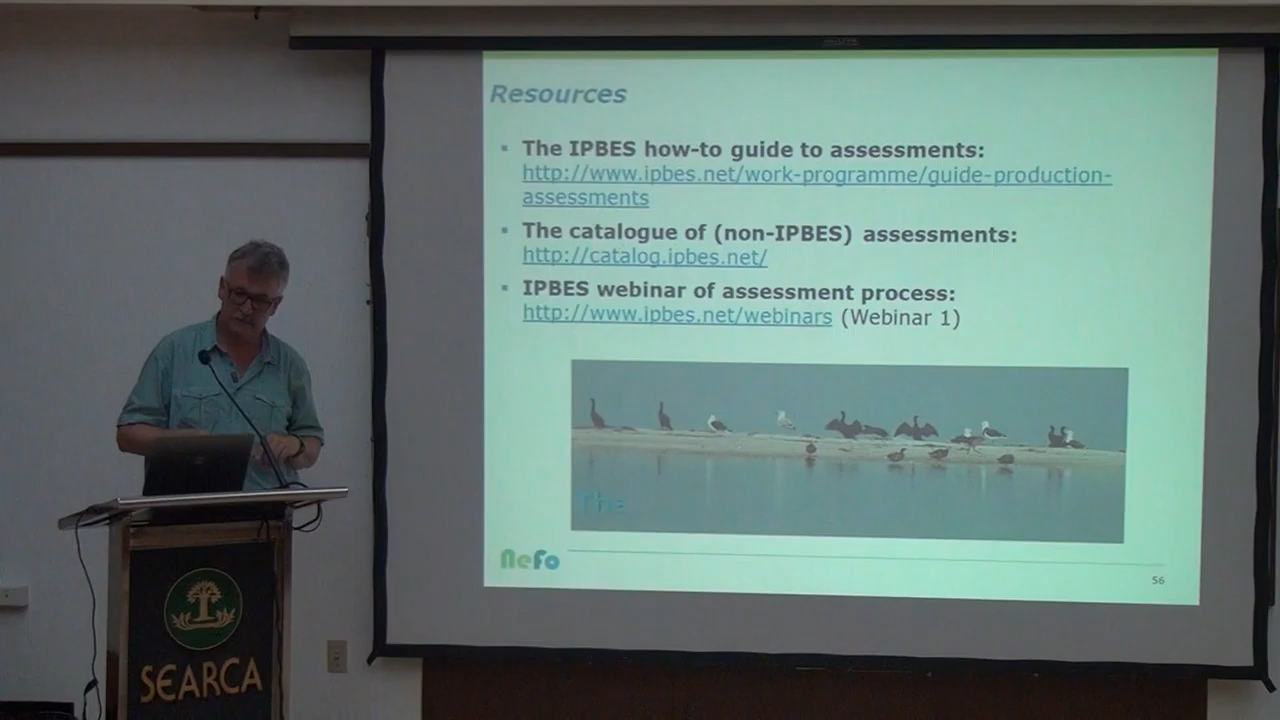 Resources
The IPBES how-to guide to assessments:
http://www.ipbes.net/work-programme/guide-production-
assessments
The catalogue of (non-IPBES) assessments:
http://catalog.ipbes.net/
IPBES webinar of assessment process:
http://www.ipbes.net/webinars (Webinar 1)
The
NeFo
56
SEARCA